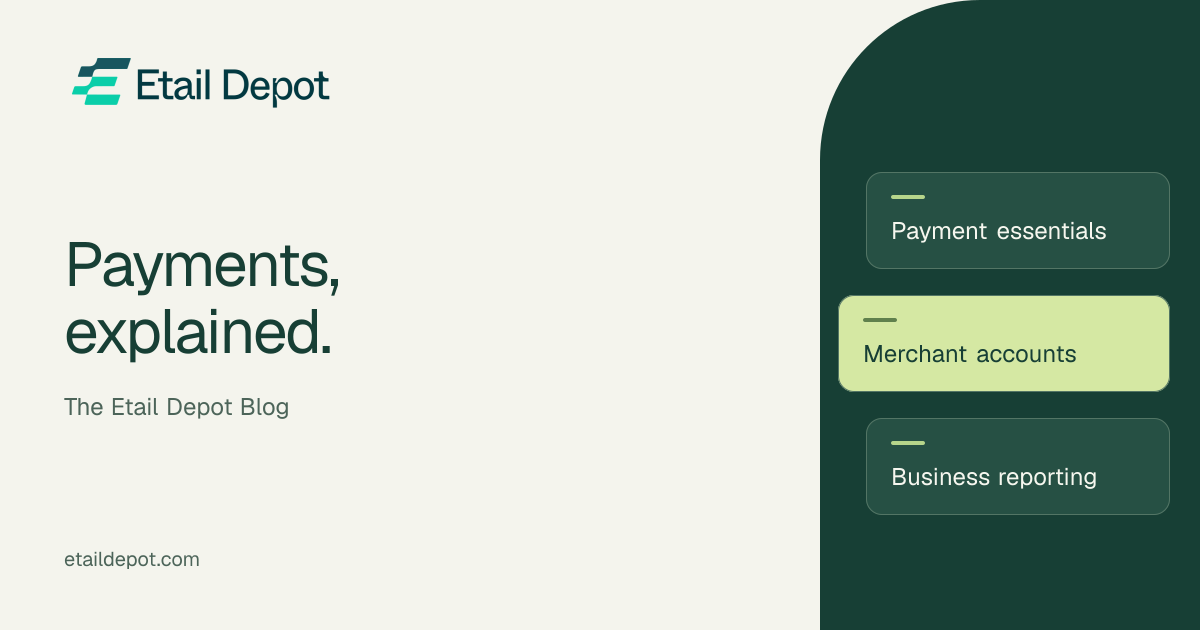 Etail Depot
Payments,
explained.
The Etail Depot Blog
etaildepot.com
Payment essentials
Merchant accounts
Business reporting